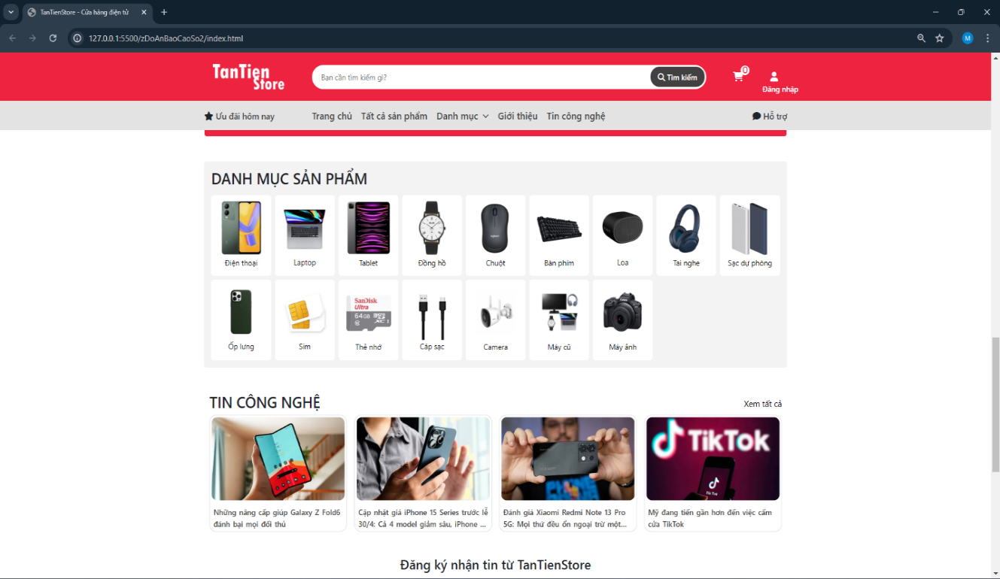 TanTienStore - Cửa hàng điện tử
127.0.0.1:5500/zDoAnBaoCaoSo2/index.html
M
TanTien
Store
Bạn cần tìm kiếm gì?
Tìm kiếm
0
Đăng nhập
Ưu đãi hôm nay
Trang chủ
Tất cả sản phẩm
Danh mục
Giới thiệu
Tin công nghệ
Hỗ trợ
DANH MỤC SẢN PHẨM
Điện thoại
Laptop
Tablet
Đồng hồ
Chuột
Bàn phím
Loa
Tai nghe
Sạc dự phòng
SanDisk
Ultra
64GB
Ốp lưng
Sim
Thẻ nhớ
Cáp sạc
Camera
Máy cũ
Máy ảnh
TIN CÔNG NGHỆ
Xem tất cả
TikTok
Tik Tok
Những nâng cấp giúp Galaxy Z Fold6
đánh bại mọi đối thủ
Cập nhật giá iPhone 15 Series trước lễ
30/4: Cả 4 model giảm sâu, iPhone ...
Đánh giá Xiaomi Redmi Note 13 Pro
5G: Mọi thứ đều ổn ngoại trừ một...
Mỹ đang tiến gần hơn đến việc cấm
cửa TikTok
Đăng ký nhận tin từ TanTienStore